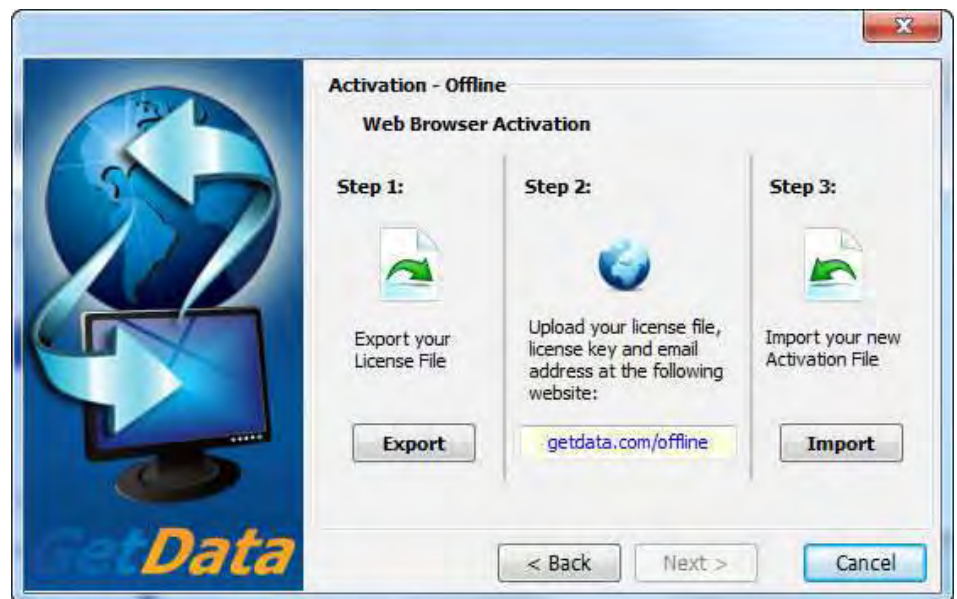 Activation - Offline
Web Browser Activation
Step 1:
Export your
License File
Export
Step 2:
Upload your license file,
license key and email
address at the following
website:
getdata.com/offline
Step 3:
Import your new
Activation File
Import
GetData
< Back
Next >
Cancel